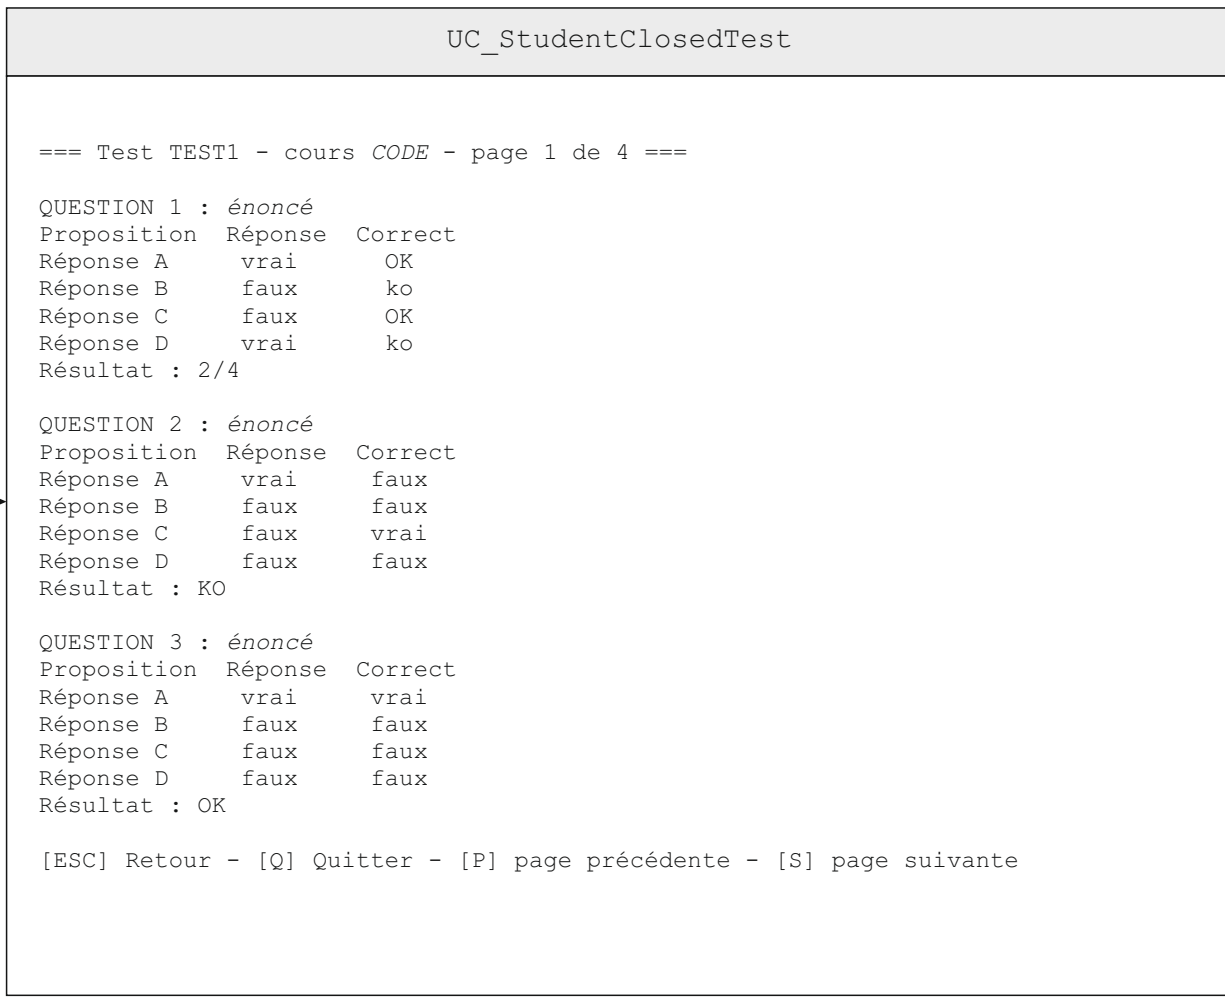 UC_StudentClosedTest
=== Test TEST1 - cours CODE - page 1 de 4 ===
QUESTION 1 : énoncé
Proposition Réponse Correct
Réponse A vrai OK
Réponse B faux ko
Réponse C faux OK
Réponse D vrai ko
Résultat : 2/4
QUESTION 2 : énoncé
Proposition Réponse Correct
Réponse A vrai faux
Réponse B faux faux
Réponse C faux vrai
Réponse D faux faux
Résultat : KO
QUESTION 3 : énoncé
Proposition Réponse Correct
Réponse A vrai vrai
Réponse B faux faux
Réponse C faux faux
Réponse D faux faux
Résultat : OK
[ESC] Retour - [Q] Quitter - [P] page précédente - [S] page suivante